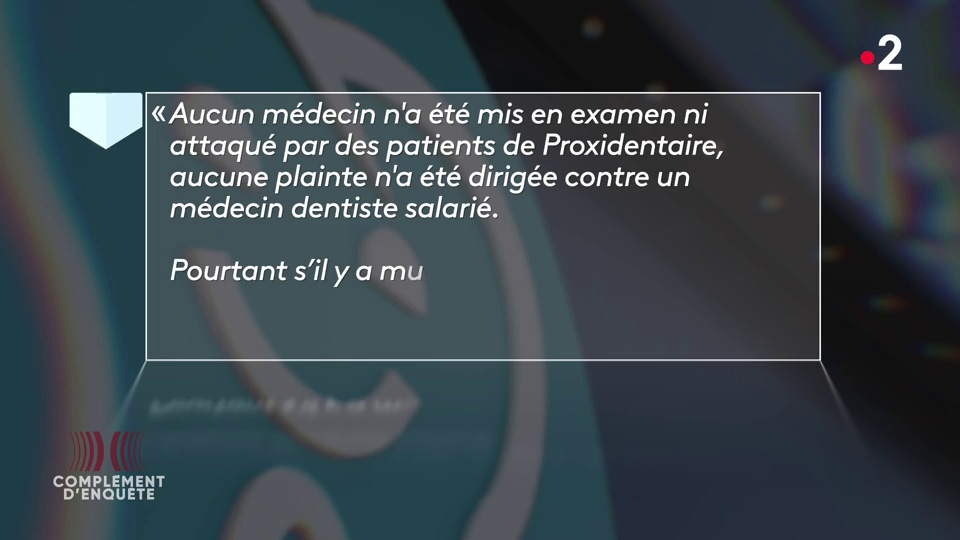 2
« Aucun médecin n'a été mis en examen ni
attaqué par des patients de Proxidentaire,
aucune plainte n'a été dirigée contre un
médecin dentiste salarié.
Pourtant s'il y a mu
COMPLÉMENT
D'ENQUÊTE